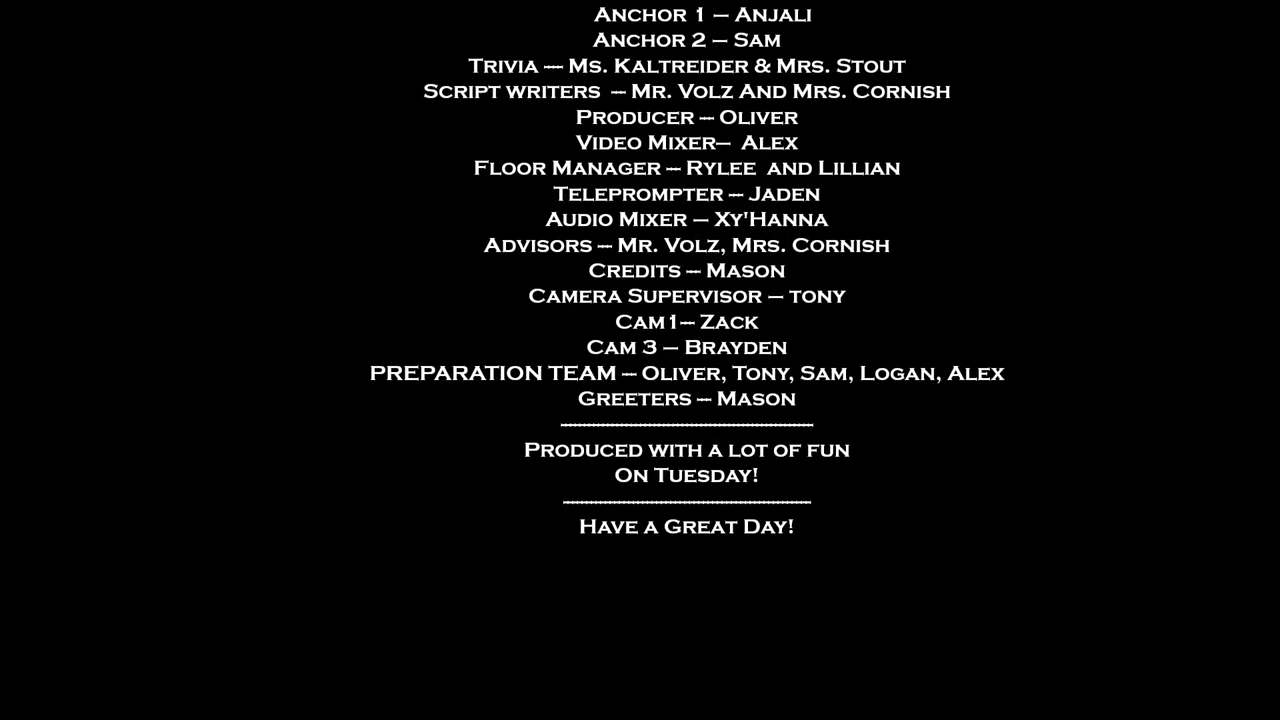 Anchor 1 – Anjali
Anchor 2 – Sam
Trivia –– Ms. Kaltreider & Mrs. Stout
Script writers  –- Mr. Volz And Mrs. Cornish
Producer –- Oliver
Video Mixer–  Alex
Floor Manager –- Rylee  and Lillian
Teleprompter –- Jaden
Audio Mixer – Xy'Hanna
Advisors –- Mr. Volz, Mrs. Cornish
Credits –- Mason
Camera Supervisor – tony
Cam1–- Zack
Cam 3 – Brayden
PREPARATION TEAM –- Oliver, Tony, Sam, Logan, Alex
Greeters –- Mason
--------------------------------------------------
Produced with a lot of fun
On Tuesday!
--------------------------------------------------
Have a Great Day!